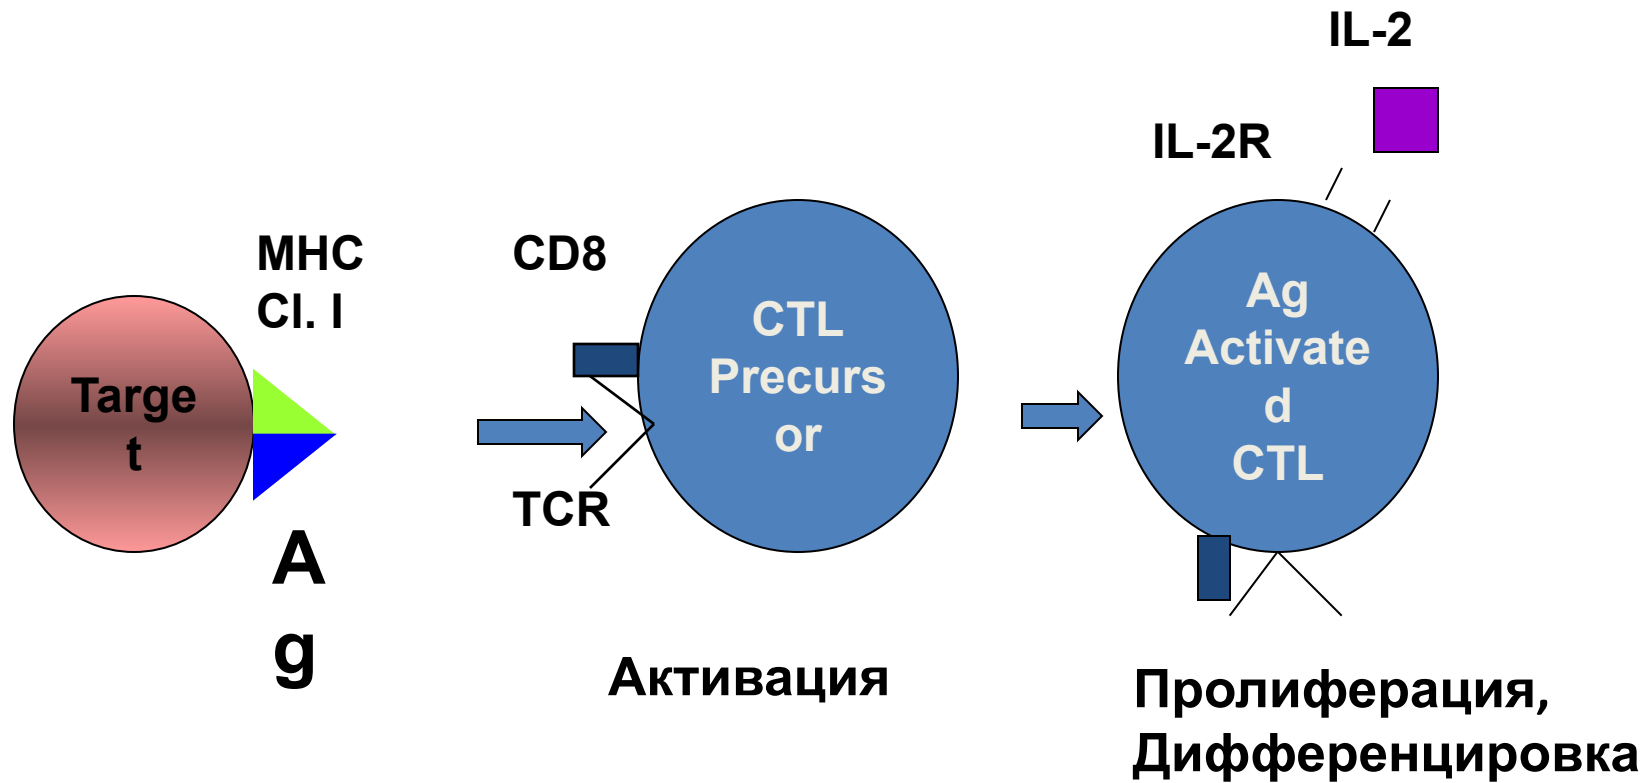 IL-2
IL-2R
MHC
Cl. I
CD8
Targe
t
CTL
Precurs
or
Ag
Activate
d
CTL
TCR
A
g
Активация
Пролиферация,
Дифференцировка